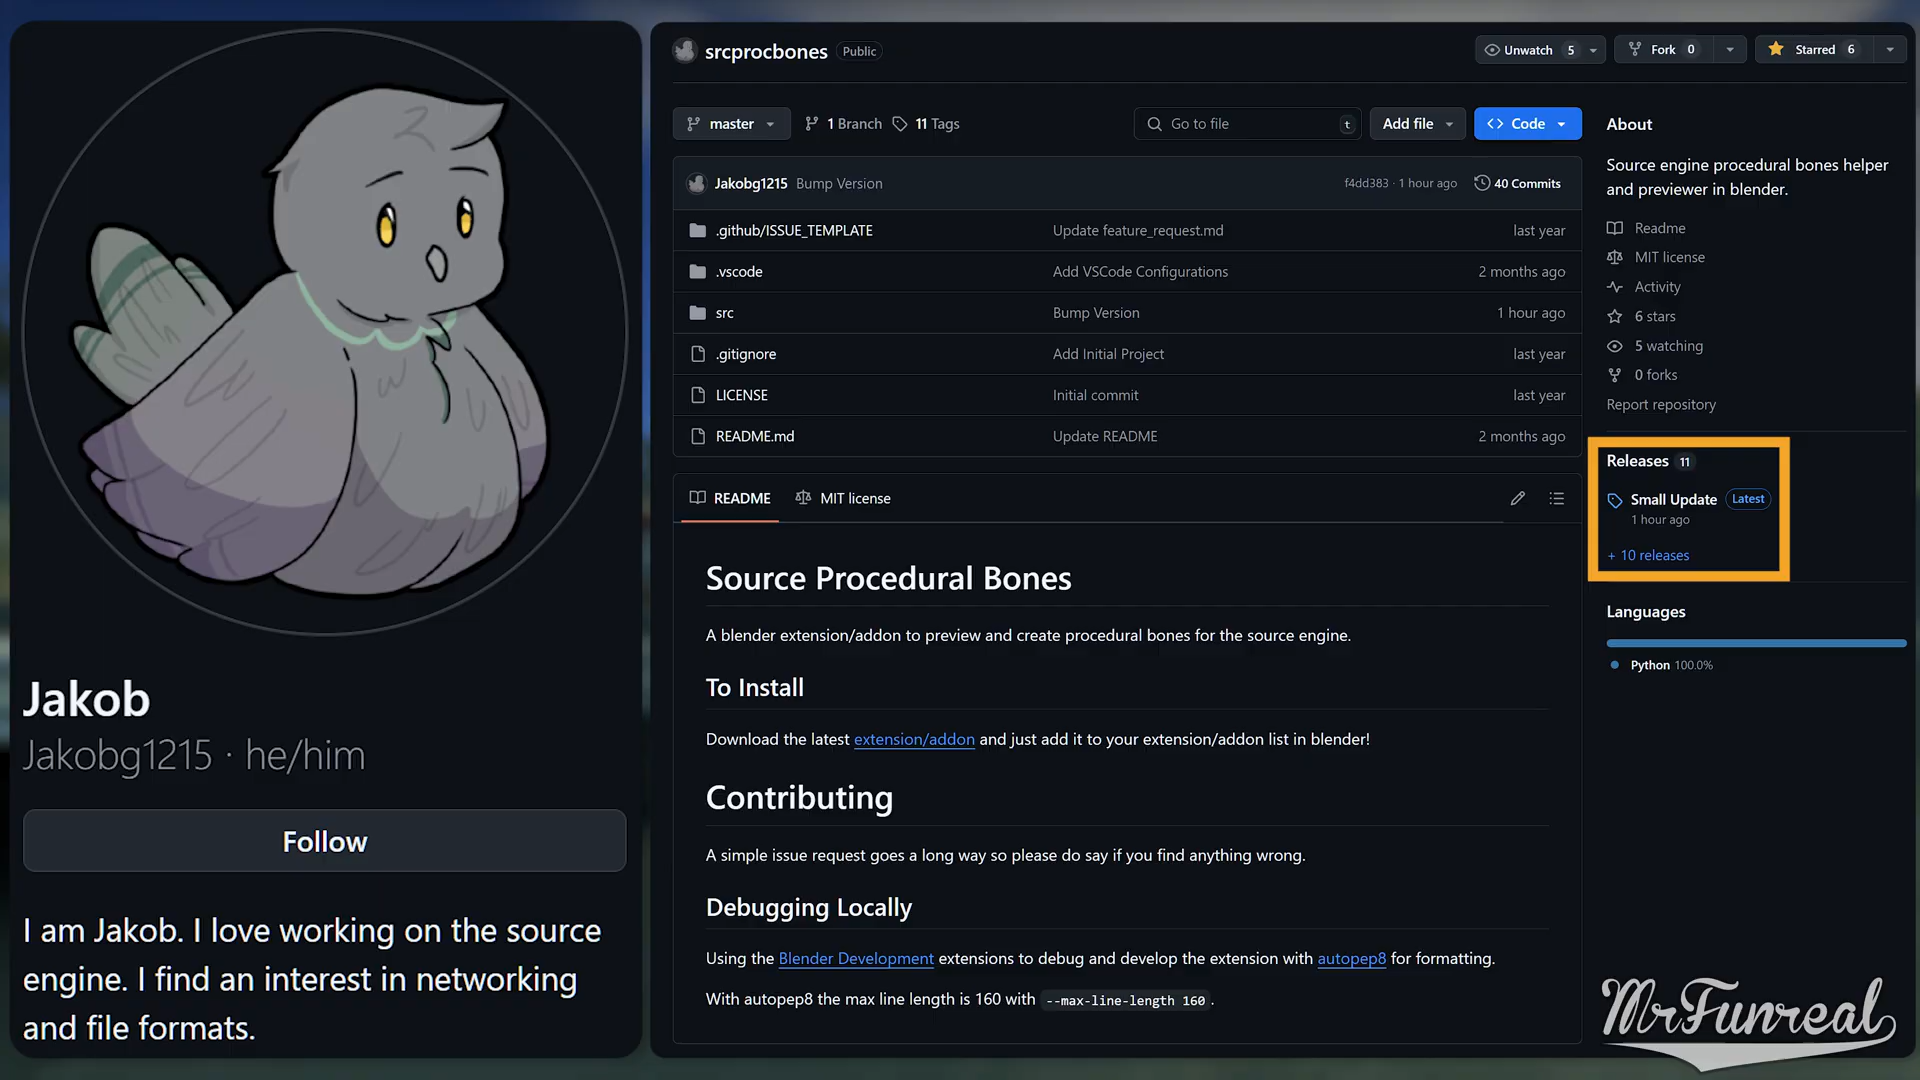 Jakob
Jakobg1215 · he/him
Follow
I am Jakob. I love working on the source
engine. I find an interest in networking
and file formats.
srcprocbones Public
Unwatch 5
Fork 0
Starred 6
master
1 Branch
11 Tags
Go to file
t
Add file
Code
Jakobg1215 Bump Version
f4dd383 · 1 hour ago
40 Commits
.github/ISSUE_TEMPLATE Update feature_request.md last year
.vscode Add VSCode Configurations 2 months ago
src Bump Version 1 hour ago
.gitignore Add Initial Project last year
LICENSE Initial commit last year
README.md Update README 2 months ago
README
MIT license
Source Procedural Bones
A blender extension/addon to preview and create procedural bones for the source engine.
To Install
Download the latest extension/addon and just add it to your extension/addon list in blender!
Contributing
A simple issue request goes a long way so please do say if you find anything wrong.
Debugging Locally
Using the Blender Development extensions to debug and develop the extension with autopep8 for formatting.
With autopep8 the max line length is 160 with --max-line-length 160 .
About
Source engine procedural bones helper
and previewer in blender.
Readme
MIT license
Activity
6 stars
5 watching
0 forks
Report repository
Releases 11
Small Update Latest
1 hour ago
+ 10 releases
Languages
Python 100.0%
MrFunreal